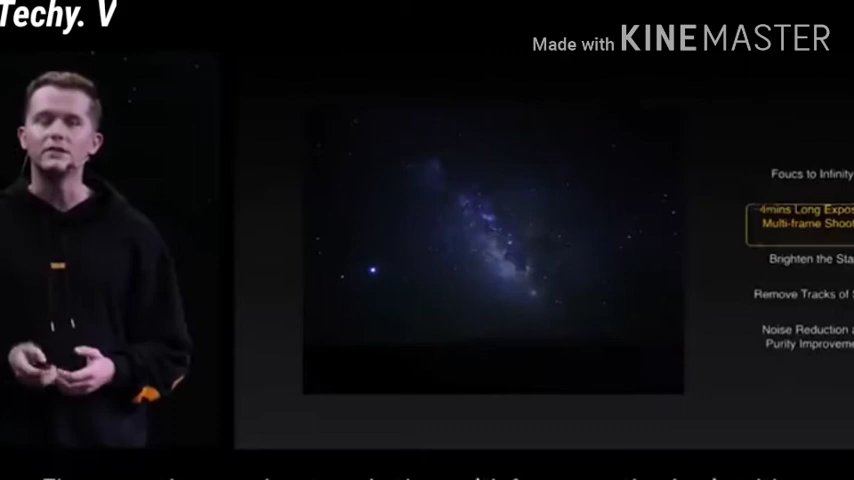 Techy. V
Made with KINEMASTER
Foucs to Infinity
4mins Long Expos
Multi-frame Shoot
Brighten the Sta
Remove Tracks of
Noise Reduction a
Purity Improveme